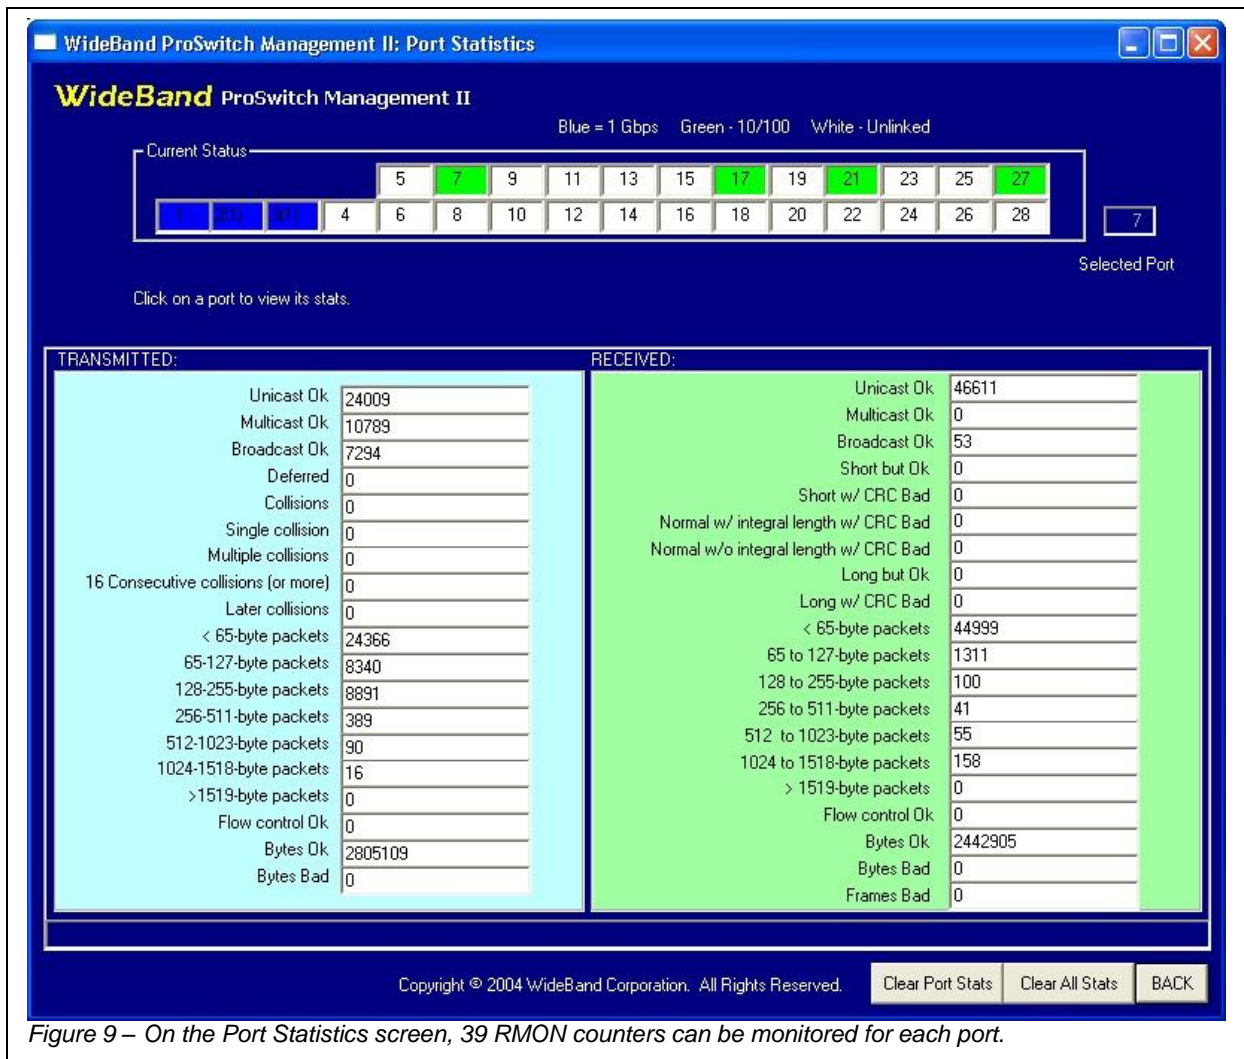 WideBand ProSwitch Management II: Port Statistics
WideBand ProSwitch Management II
Blue = 1 Gbps Green - 10/100 White - Unlinked
Current Status
5 7 9 11 13 15 17 19 21 23 25 27
1 2(1) 3(1) 4 6 8 10 12 14 16 18 20 22 24 26 28
7
Selected Port
Click on a port to view its stats.
TRANSMITTED:
Unicast Ok 24009
Multicast Ok 10789
Broadcast Ok 7294
Deferred 0
Collisions 0
Single collision 0
Multiple collisions 0
16 Consecutive collisions (or more) 0
Later collisions 0
< 65-byte packets 24366
65-127-byte packets 8340
128-255-byte packets 8891
256-511-byte packets 389
512-1023-byte packets 90
1024-1518-byte packets 16
>1519-byte packets 0
Flow control Ok 0
Bytes Ok 2805109
Bytes Bad 0
RECEIVED:
Unicast Ok 46611
Multicast Ok 0
Broadcast Ok 53
Short but Ok 0
Short w/ CRC Bad 0
Normal w/ integral length w/ CRC Bad 0
Normal w/o integral length w/ CRC Bad 0
Long but Ok 0
Long w/ CRC Bad 0
< 65-byte packets 44999
65 to 127-byte packets 1311
128 to 255-byte packets 100
256 to 511-byte packets 41
512 to 1023-byte packets 55
1024 to 1518-byte packets 158
> 1519-byte packets 0
Flow control Ok 0
Bytes Ok 2442905
Bytes Bad 0
Frames Bad 0
Copyright © 2004 WideBand Corporation. All Rights Reserved. Clear Port Stats Clear All Stats BACK
Figure 9 – On the Port Statistics screen, 39 RMON counters can be monitored for each port.